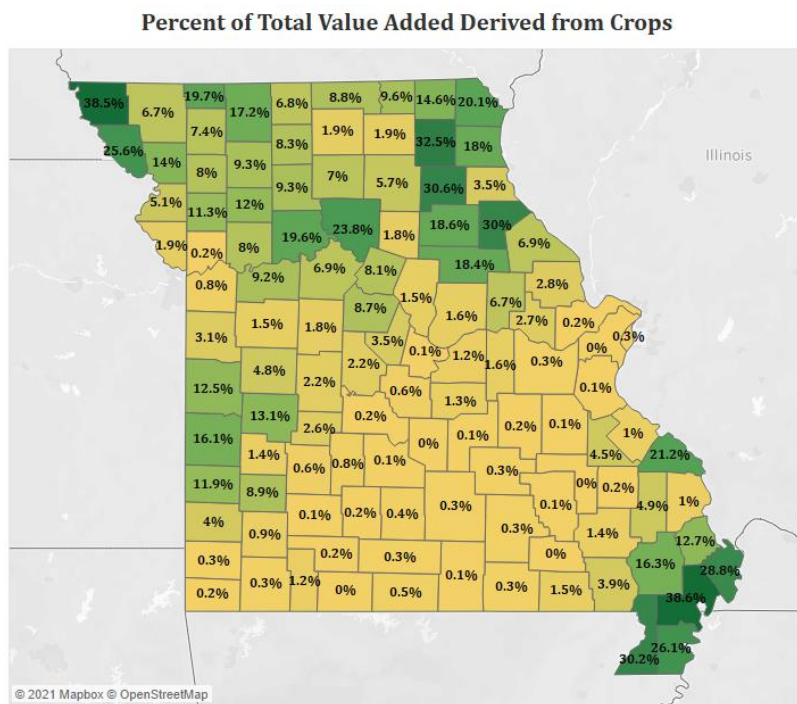 Percent of Total Value Added Derived from Crops
38.5% 6.7% 19.7% 17.2% 6.8% 8.8% 9.6% 14.6% 20.1%
25.6% 14% 7.4% 8.3% 1.9% 1.9% 32.5% 18%
Illinois
8% 9.3% 9.3% 7% 5.7% 30.6% 3.5%
5.1% 11.3% 12% 19.6% 23.8% 1.8% 18.6% 30% 6.9%
1.9% 0.2% 8% 18.4%
0.8% 9.2% 6.9% 8.1% 1.5% 1.6% 6.7% 2.8%
3.1% 1.5% 1.8% 8.7% 2.7% 0.2% 0.3%
3.5% 0.1% 1.2% 1.6% 0.3% 0%
12.5% 4.8% 2.2% 2.2% 0.6% 1.3% 0.1%
16.1% 13.1% 2.6% 0.2% 0% 0.1% 0.2% 0.1% 4.5% 1% 21.2%
11.9% 1.4% 0.6% 0.8% 0.1% 0.3% 0% 0.2% 4.9% 1%
8.9%
4% 0.9% 0.1% 0.2% 0.4% 0.3% 0.3% 0.1% 1.4% 12.7%
0.3% 0.2% 0.3% 0% 16.3% 28.8%
0.2% 0.3% 1.2% 0% 0.5% 0.1% 0.3% 1.5% 3.9% 38.6%
30.2% 26.1%
© 2021 Mapbox © OpenStreetMap